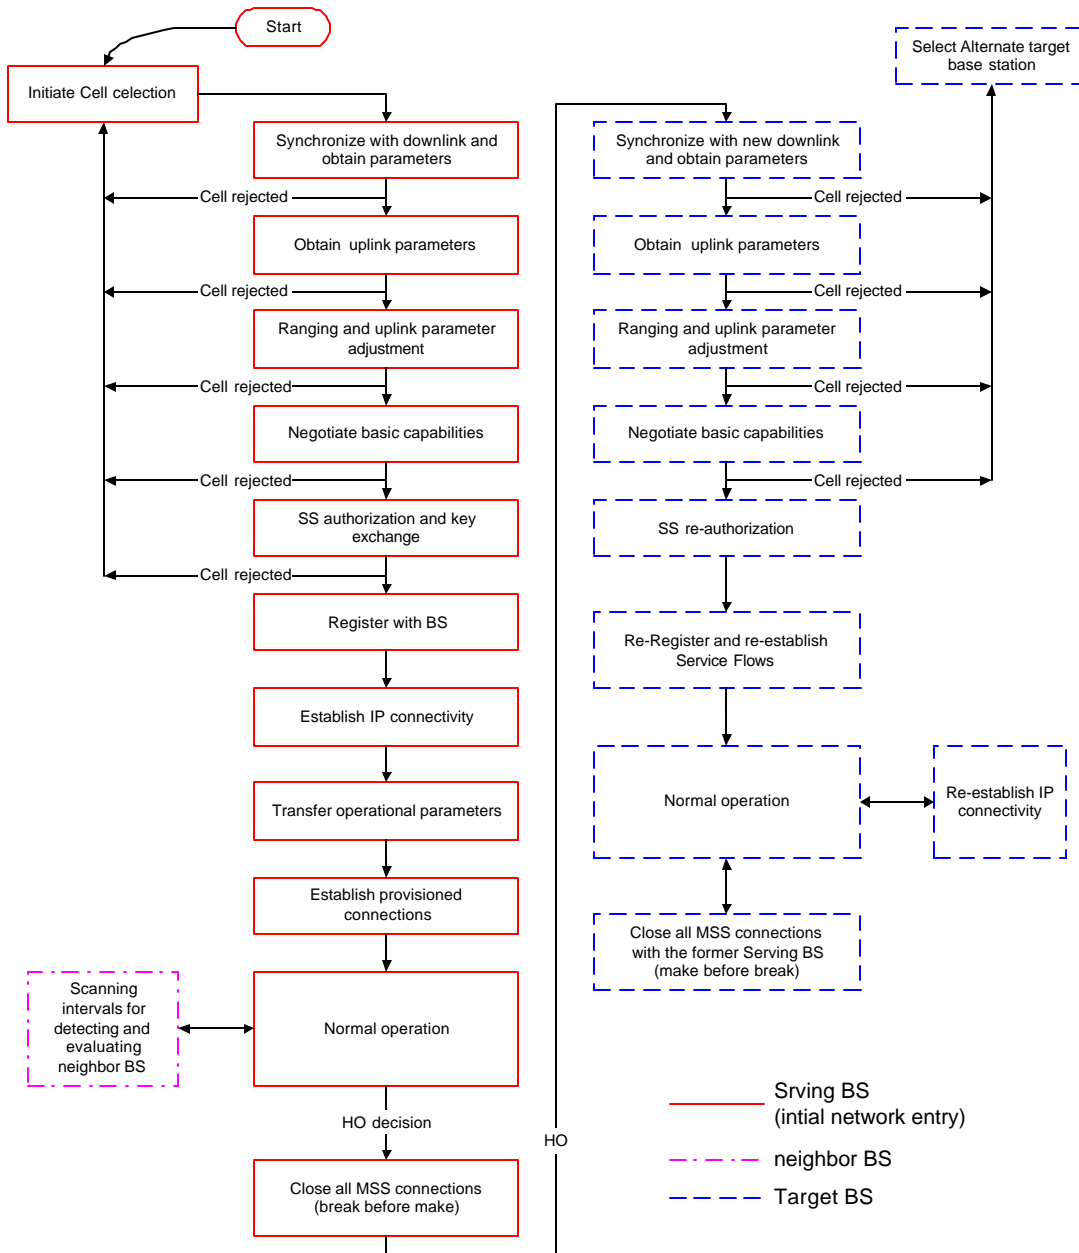 Start
Initiate Cell celection
Synchronize with downlink and
obtain parameters
Cell rejected
Obtain uplink parameters
Cell rejected
Ranging and uplink parameter
adjustment
Cell rejected
Negotiate basic capabilities
Cell rejected
SS authorization and key
exchange
Cell rejected
Register with BS
Establish IP connectivity
Transfer operational parameters
Establish provisioned
connections
Scanning
intervals for
detecting and
evaluating
neighbor BS
Normal operation
HO decision
Close all MSS connections
(break before make)
HO
Select Alternate target
base station
Synchronize with new downlink
and obtain parameters
Cell rejected
Obtain uplink parameters
Cell rejected
Ranging and uplink parameter
adjustment
Cell rejected
Negotiate basic capabilities
Cell rejected
SS re-authorization
Re-Register and re-establish
Service Flows
Normal operation
Re-establish IP
connectivity
Close all MSS connections
with the former Serving BS
(make before break)
Srving BS
(intial network entry)
neighbor BS
Target BS